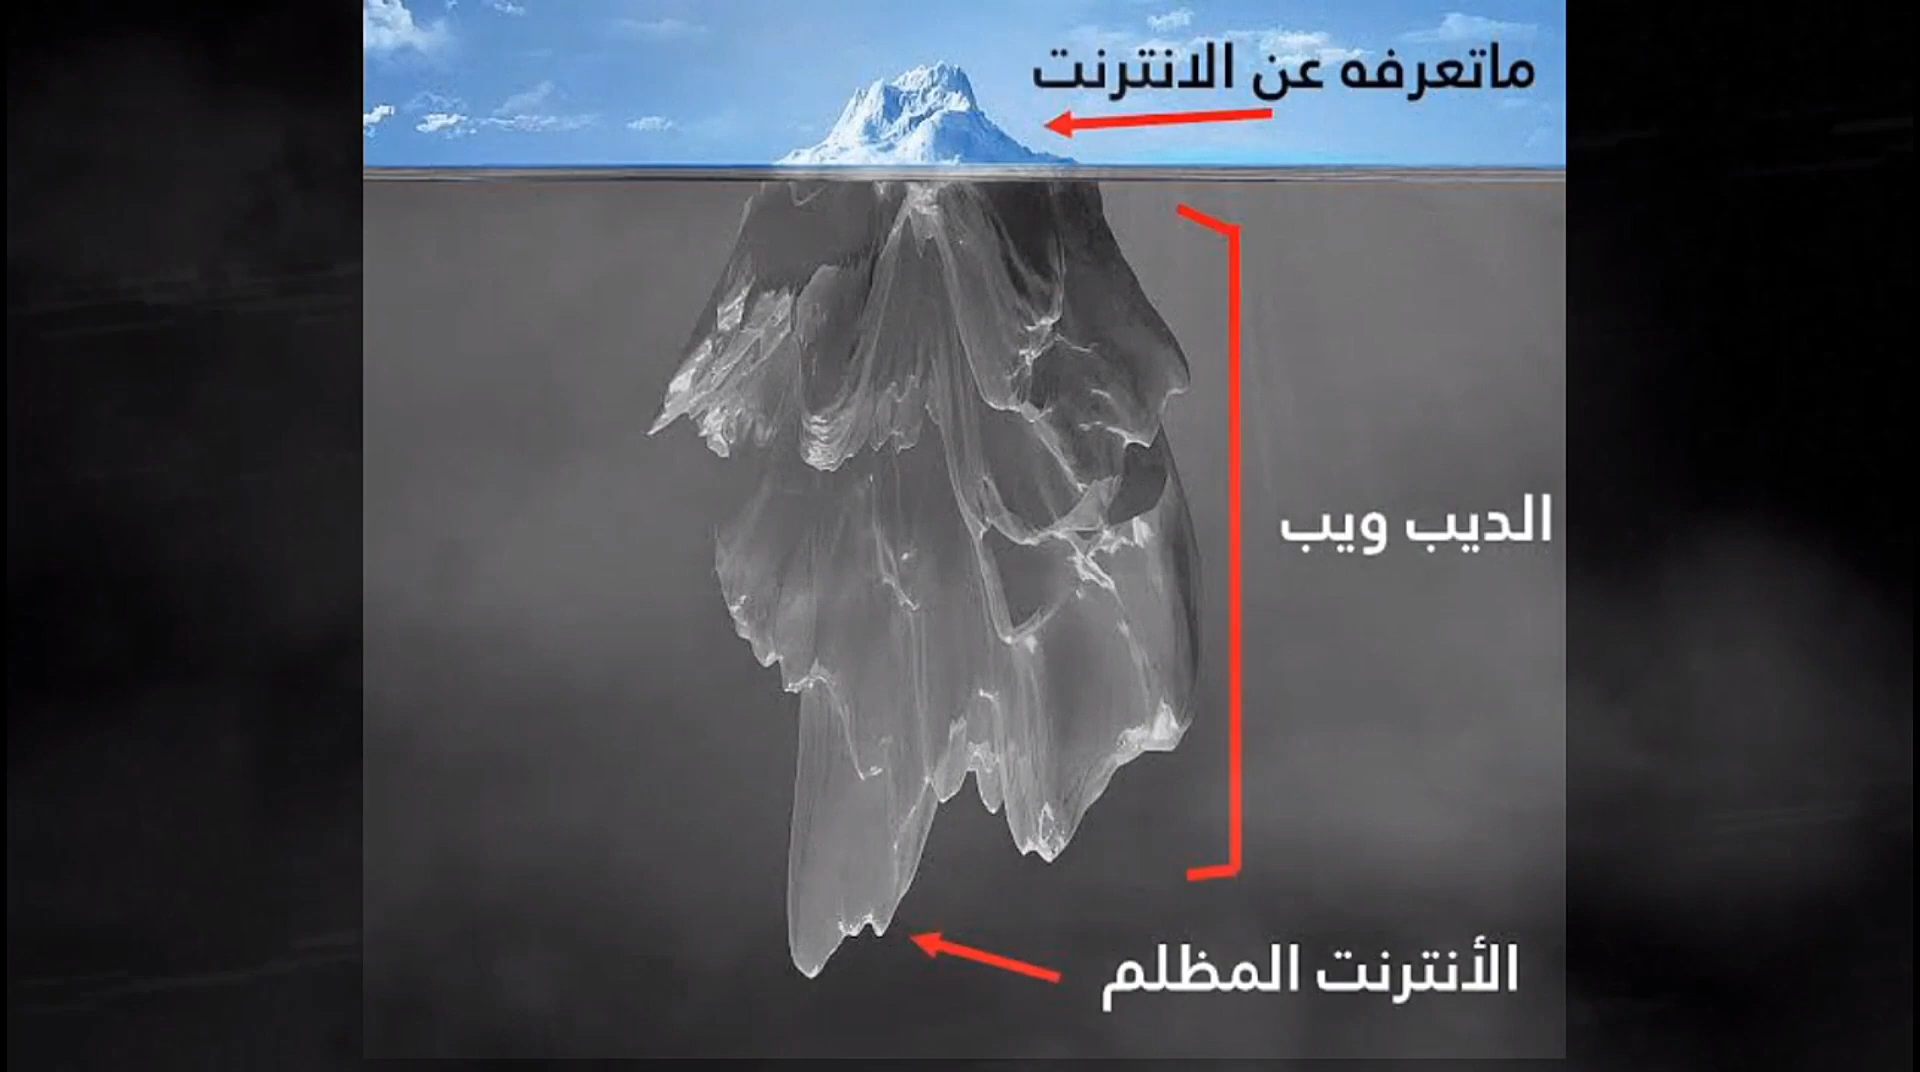 ماتعرفه عن الانترنت
الديب ويب
الأنترنت المظلم